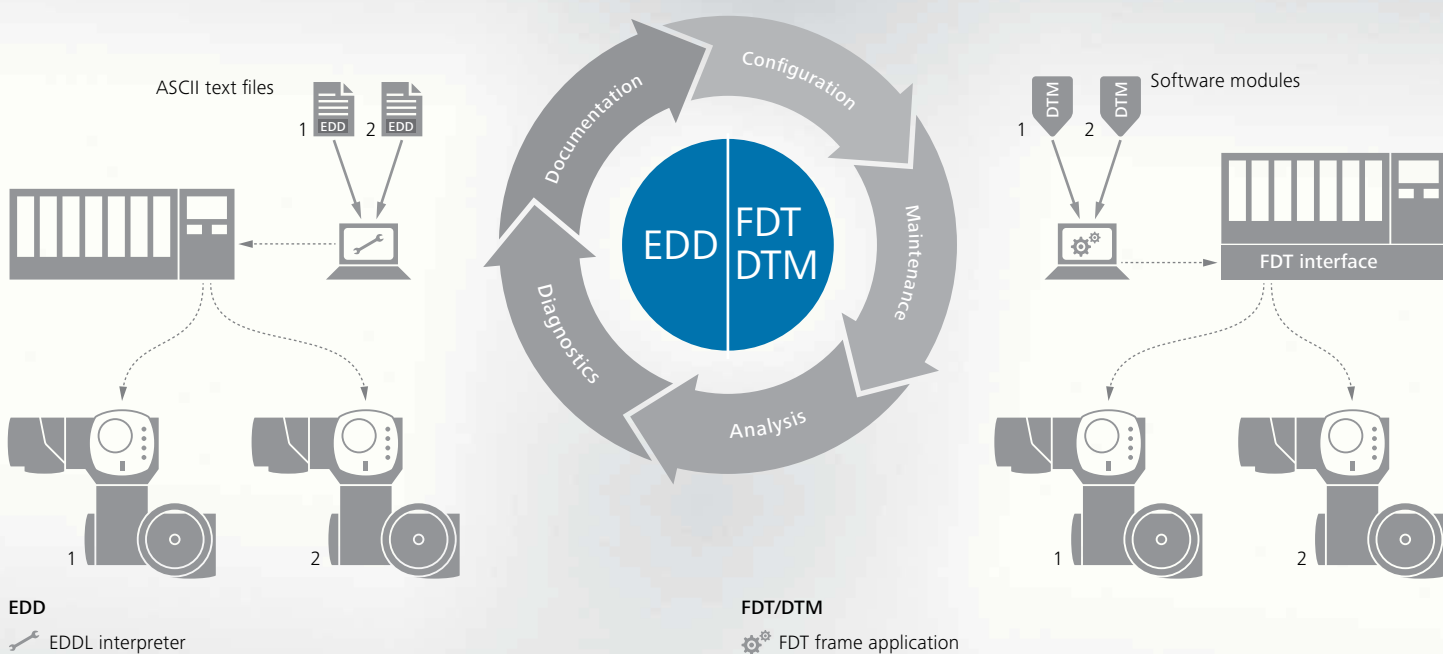 ASCII text files
1
EDD
2
EDD
Documentation
Configuration
Maintenance
Analysis
Diagnostics
EDD
FDT
DTM
1
DTM
2
DTM
Software modules
FDT interface
1
2
1
2
EDD
EDDL interpreter
FDT/DTM
FDT frame application